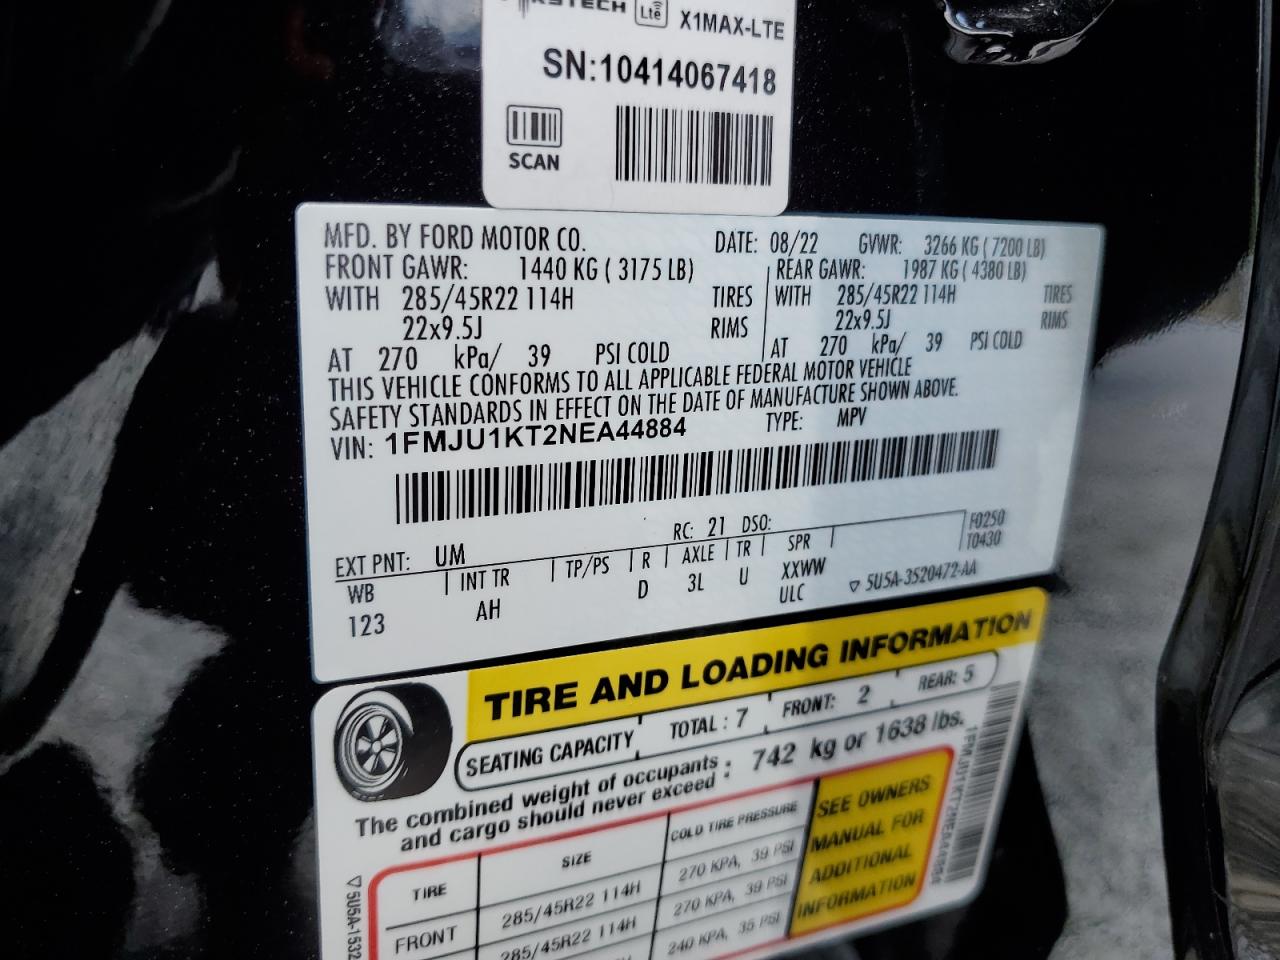 Lte X1MAX-LTE
SN:10414067418
SCAN
MFD. BY FORD MOTOR CO. DATE: 08/22 GVWR: 3266 KG ( 7200 LB)
FRONT GAWR: 1440 KG ( 3175 LB) REAR GAWR: 1987 KG ( 4380 LB)
WITH 285/45R22 114H TIRES WITH 285/45R22 114H TIRES
22x9.5J RIMS 22x9.5J RIMS
AT 270 kPa/ 39 PSI COLD AT 270 kPa/ 39 PSI COLD
THIS VEHICLE CONFORMS TO ALL APPLICABLE FEDERAL MOTOR VEHICLE
SAFETY STANDARDS IN EFFECT ON THE DATE OF MANUFACTURE SHOWN ABOVE.
VIN: 1FMJU1KT2NEA44884 TYPE: MPV
EXT PNT: UM RC: 21 DSO: F0250
WB INT TR TP/PS R AXLE TR SPR T0430
123 AH D 3L U XXWW
ULC ▽ 5U5A-3520472-AA
TIRE AND LOADING INFORMATION
SEATING CAPACITY TOTAL : 7 FRONT: 2 REAR: 5
The combined weight of occupants : 742 kg or 1638 lbs.
and cargo should never exceed
TIRE SIZE COLD TIRE PRESSURE
FRONT 285/45R22 114H 270 KPA, 39 PSI
285/45R22 114H 270 KPA, 39 PSI
240 KPA, 35 PSI
SEE OWNERS
MANUAL FOR
ADDITIONAL
INFORMATION
1FMJU1KT2NEA44884
▽ 5U5A-1532